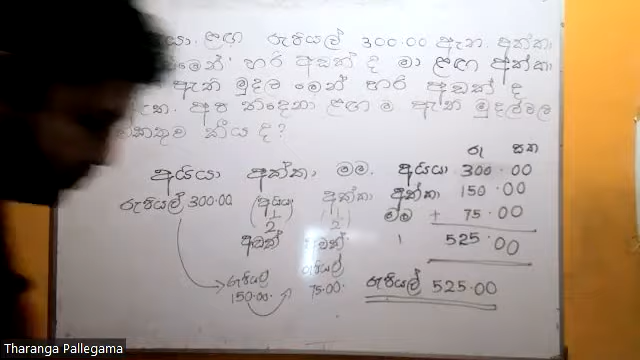 ළඟ රුපියල් 300.00 ඇත. අක්කා
හරි අඩක් ද මා ළඟ අක්කා
ඇති මුදල මෙන් හරි අඩක් ද
ඇත. අප තිදෙනා ළඟ ම ඇති මුදල්වල
එකතුව කීය ද?
රු ශත
අයියා අක්කා මම. අයියා 300.00
රුපියල් 300.00 (අයියා අක්කා අක්කා 150.00
1/2 1/2 මම + 75.00
අඩක් අඩක් 525.00
රුපියල් රුපියල් රුපියල් 525.00
150.00. 75.00.
Tharanga Pallegama